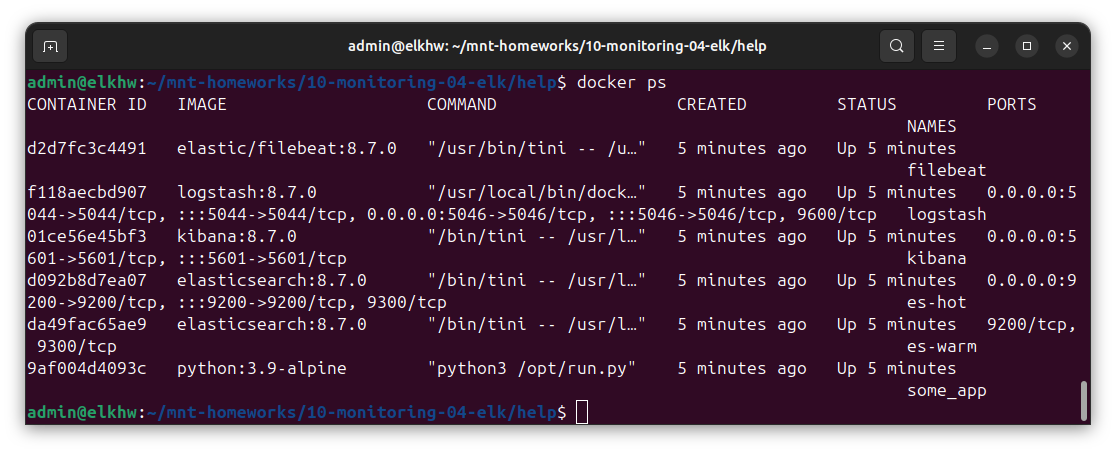 admin@elkhw: ~/mnt-homeworks/10-monitoring-04-elk/help
admin@elkhw:~/mnt-homeworks/10-monitoring-04-elk/help$ docker ps
CONTAINER ID   IMAGE                    COMMAND                  CREATED         STATUS         PORTS
                                                                                        NAMES
d2d7fc3c4491   elastic/filebeat:8.7.0   "/usr/bin/tini -- /u…"   5 minutes ago   Up 5 minutes
                                                                                        filebeat
f118aecbd907   logstash:8.7.0           "/usr/local/bin/dock…"   5 minutes ago   Up 5 minutes   0.0.0.0:5
044->5044/tcp, :::5044->5044/tcp, 0.0.0.0:5046->5046/tcp, :::5046->5046/tcp, 9600/tcp   logstash
01ce56e45bf3   kibana:8.7.0             "/bin/tini -- /usr/l…"   5 minutes ago   Up 5 minutes   0.0.0.0:5
601->5601/tcp, :::5601->5601/tcp                                                        kibana
d092b8d7ea07   elasticsearch:8.7.0      "/bin/tini -- /usr/l…"   5 minutes ago   Up 5 minutes   0.0.0.0:9
200->9200/tcp, :::9200->9200/tcp, 9300/tcp                                              es-hot
da49fac65ae9   elasticsearch:8.7.0      "/bin/tini -- /usr/l…"   5 minutes ago   Up 5 minutes   9200/tcp,
 9300/tcp                                                                               es-warm
9af004d4093c   python:3.9-alpine        "python3 /opt/run.py"    5 minutes ago   Up 5 minutes
                                                                                        some_app
admin@elkhw:~/mnt-homeworks/10-monitoring-04-elk/help$